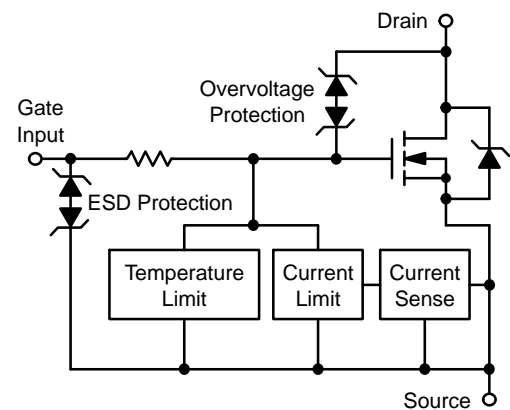 Drain
Overvoltage
Protection
Gate
Input
ESD Protection
Temperature
Limit
Current
Limit
Current
Sense
Source